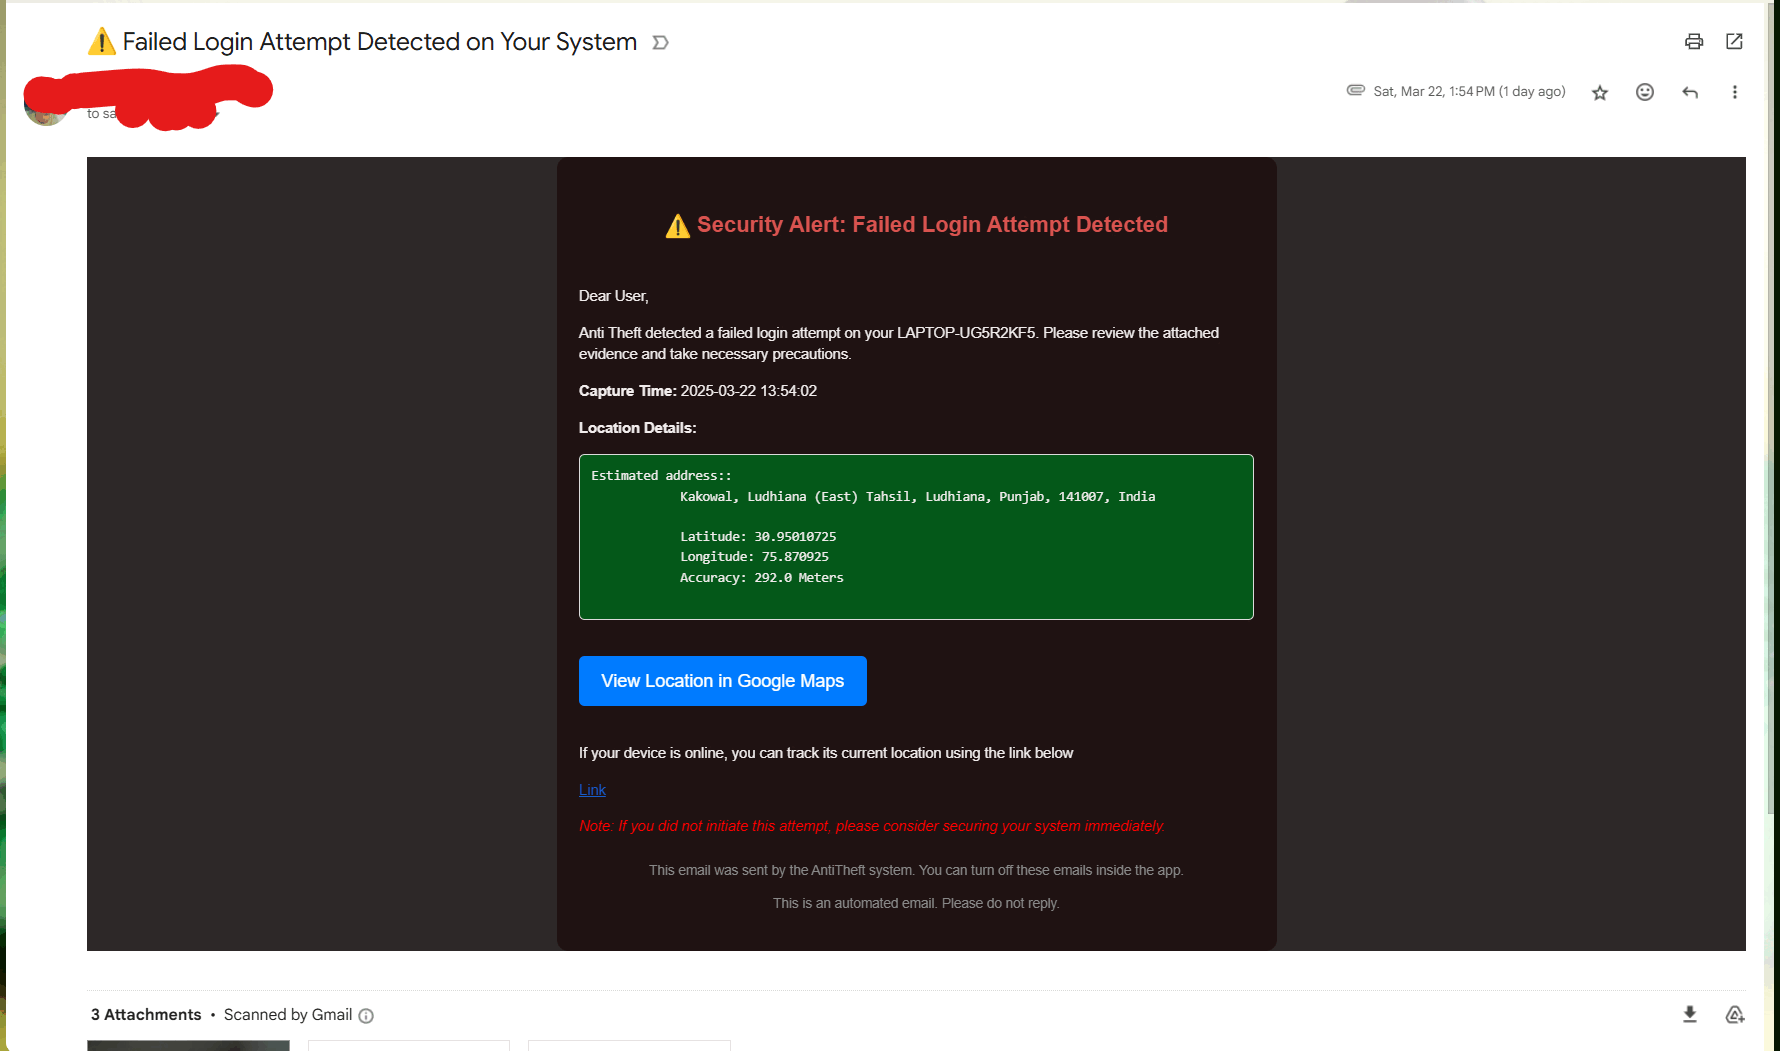 ⚠️ Failed Login Attempt Detected on Your System
Sat, Mar 22, 1:54 PM (1 day ago)
to sa
⚠️ Security Alert: Failed Login Attempt Detected
Dear User,
Anti Theft detected a failed login attempt on your LAPTOP-UG5R2KF5. Please review the attached
evidence and take necessary precautions.
Capture Time: 2025-03-22 13:54:02
Location Details:
Estimated address::
Kakowal, Ludhiana (East) Tahsil, Ludhiana, Punjab, 141007, India
Latitude: 30.95010725
Longitude: 75.870925
Accuracy: 292.0 Meters
View Location in Google Maps
If your device is online, you can track its current location using the link below
Link
Note: If you did not initiate this attempt, please consider securing your system immediately.
This email was sent by the AntiTheft system. You can turn off these emails inside the app.
This is an automated email. Please do not reply.
3 Attachments • Scanned by Gmail